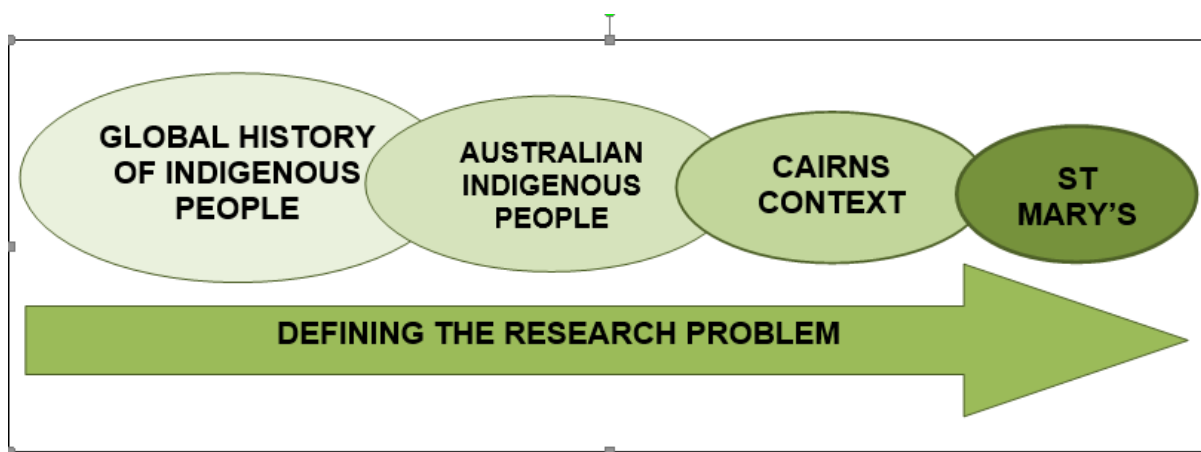 GLOBAL HISTORY
OF INDIGENOUS
PEOPLE
AUSTRALIAN
INDIGENOUS
PEOPLE
CAIRNS
CONTEXT
ST
MARY’S
DEFINING THE RESEARCH PROBLEM